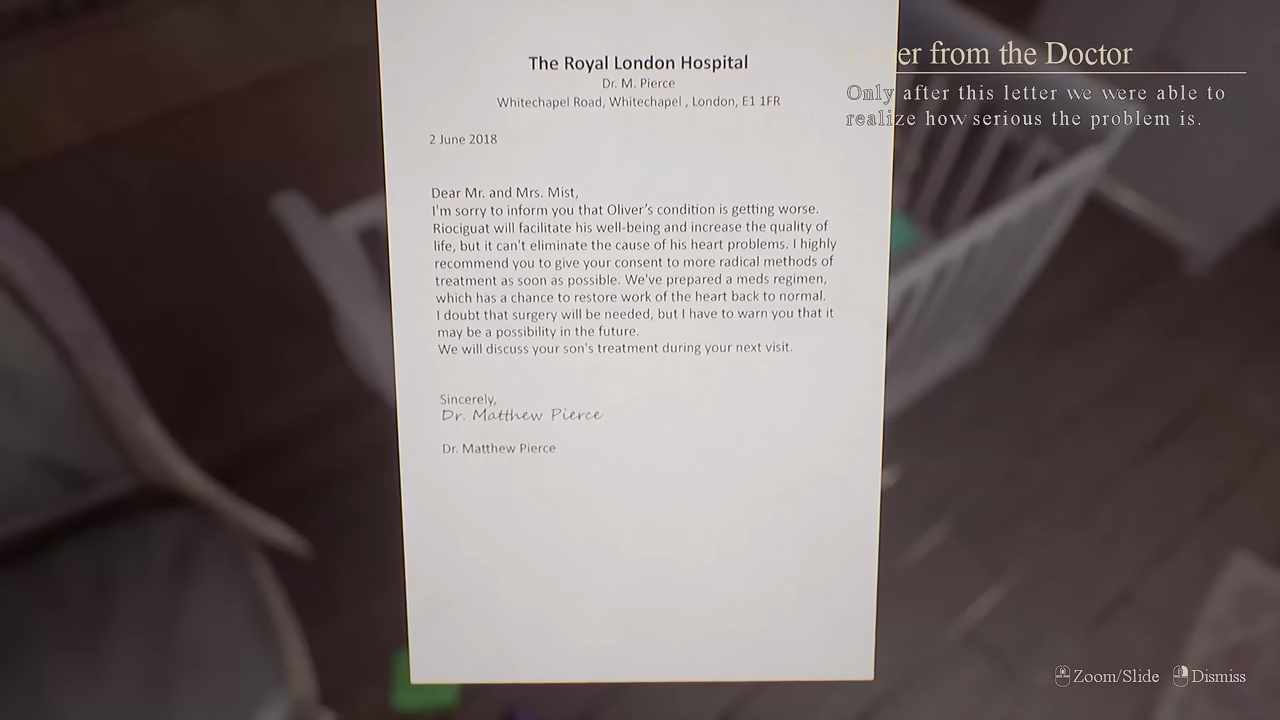 The Royal London Hospital
Dr. M. Pierce
Whitechapel Road, Whitechapel , London, E1 1FR
2 June 2018
Dear Mr. and Mrs. Mist,
I'm sorry to inform you that Oliver's condition is getting worse.
Riociguat will facilitate his well-being and increase the quality of
life, but it can't eliminate the cause of his heart problems. I highly
recommend you to give your consent to more radical methods of
treatment as soon as possible. We've prepared a meds regimen,
which has a chance to restore work of the heart back to normal.
I doubt that surgery will be needed, but I have to warn you that it
may be a possibility in the future.
We will discuss your son's treatment during your next visit.
Sincerely,
Dr. Matthew Pierce
Dr. Matthew Pierce
from the Doctor
Only after this letter we were able to
realize how serious the problem is.
Zoom/Slide Dismiss